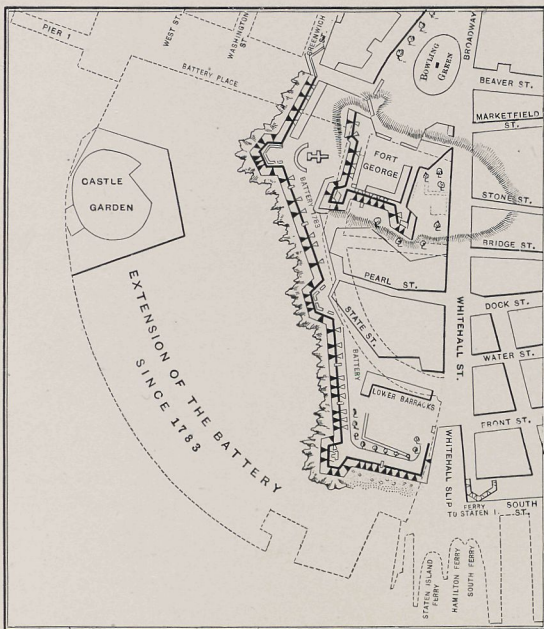 PIER I
WEST ST.
WASHINGTON
ST.
GREENWICH
ST.
BATTERY PLACE
BOWLING
GREEN
BROADWAY
BEAVER ST.
MARKETFIELD
ST.
FORT
GEORGE
BATTERY 1783
CASTLE
GARDEN
STONE ST.
BRIDGE ST.
PEARL ST.
STATE ST.
BATTERY
DOCK ST.
WHITEHALL ST.
WATER ST.
LOWER BARRACKS
FRONT ST.
EXTENSION OF THE BATTERY
SINCE 1783
WHITEHALL SLIP
FERRY
TO STATEN I.
SOUTH
ST.
STATEN ISLAND
FERRY
HAMILTON FERRY
SOUTH FERRY